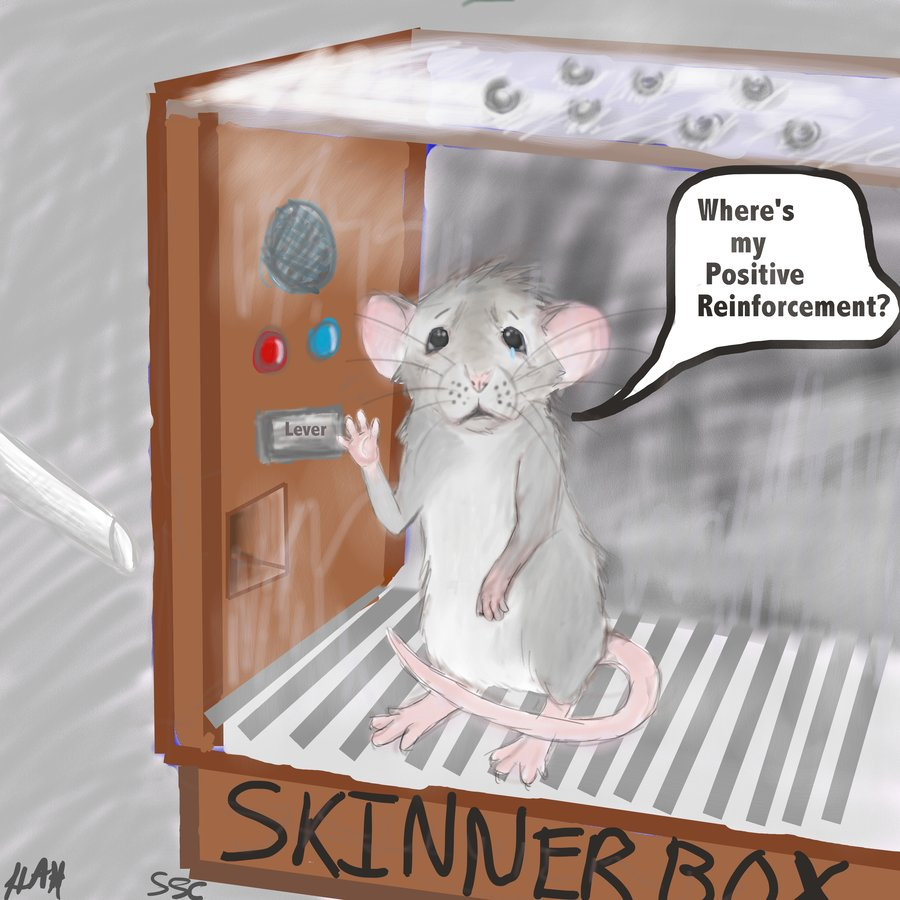 Where's
my
Positive
Reinforcement?
Lever
SKINNER BOX
SSC